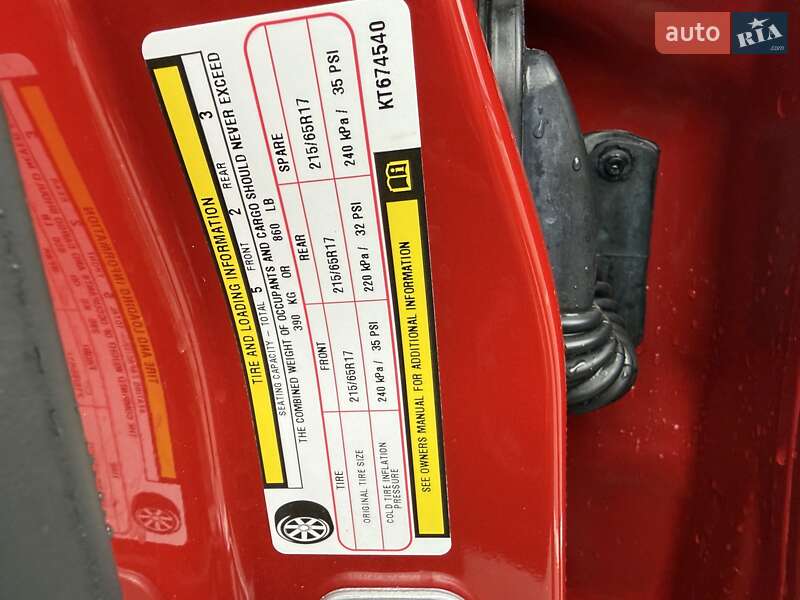 TIRE AND LOADING INFORMATION
SEATING CAPACITY – TOTAL 5 FRONT 2 REAR 3
THE COMBINED WEIGHT OF OCCUPANTS AND CARGO SHOULD NEVER EXCEED
390 KG OR 860 LB
TIRE FRONT REAR SPARE
ORIGINAL TIRE SIZE 215/65R17 215/65R17 215/65R17
COLD TIRE INFLATION PRESSURE 240 kPa / 35 PSI 220 kPa / 32 PSI 240 kPa / 35 PSI
SEE OWNERS MANUAL FOR ADDITIONAL INFORMATION
KT674540
auto RIA .com